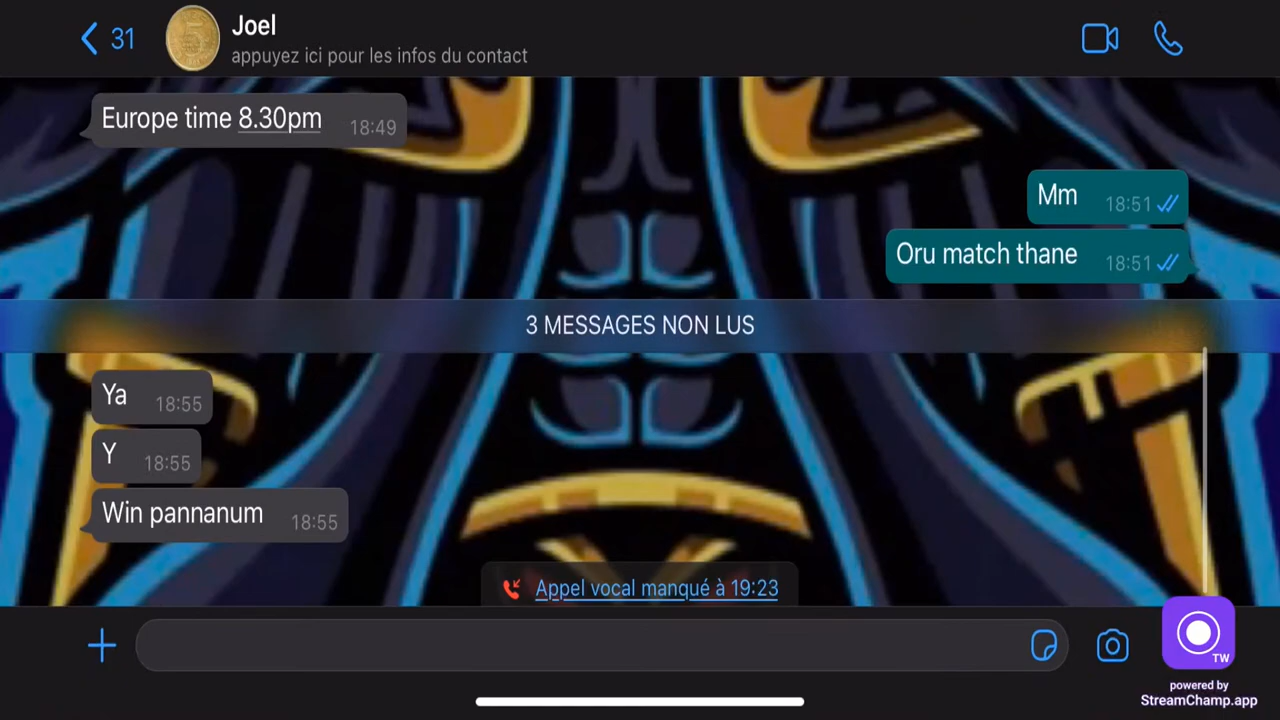 31
Joel
appuyez ici pour les infos du contact
Europe time 8.30pm 18:49
Mm 18:51
Oru match thane 18:51
3 MESSAGES NON LUS
Ya 18:55
Y 18:55
Win pannanum 18:55
Appel vocal manqué à 19:23
TW
powered by
StreamChamp.app